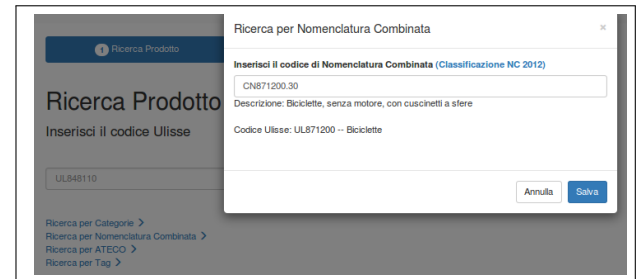 1 Ricerca Prodotto
Ricerca Prodotto
Inserisci il codice Ulisse
UL848110
Ricerca per Categorie >
Ricerca per Nomenclatura Combinata >
Ricerca per ATECO >
Ricerca per Tag >
Ricerca per Nomenclatura Combinata ×
Inserisci il codice di Nomenclatura Combinata (Classificazione NC 2012)
CN871200.30
Descrizione: Biciclette, senza motore, con cuscinetti a sfere
Codice Ulisse: UL871200 -- Biciclette
Annulla Salva